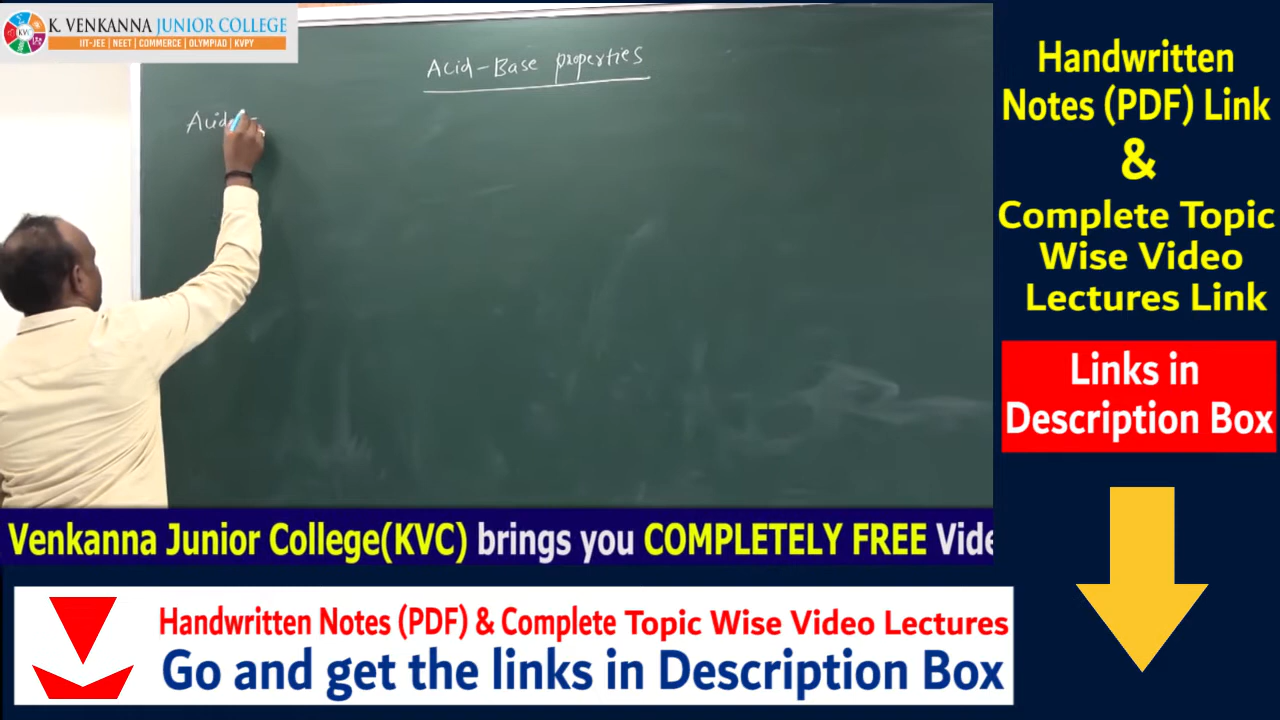 K. VENKANNA JUNIOR COLLEGE
KVC
IIT-JEE | NEET | COMMERCE | OLYMPIAD | KVPY
Acid-Base properties
Handwritten
Notes (PDF) Link
&
Complete Topic
Wise Video
Lectures Link
Links in
Description Box
Venkanna Junior College(KVC) brings you COMPLETELY FREE Vide
Handwritten Notes (PDF) & Complete Topic Wise Video Lectures
Go and get the links in Description Box